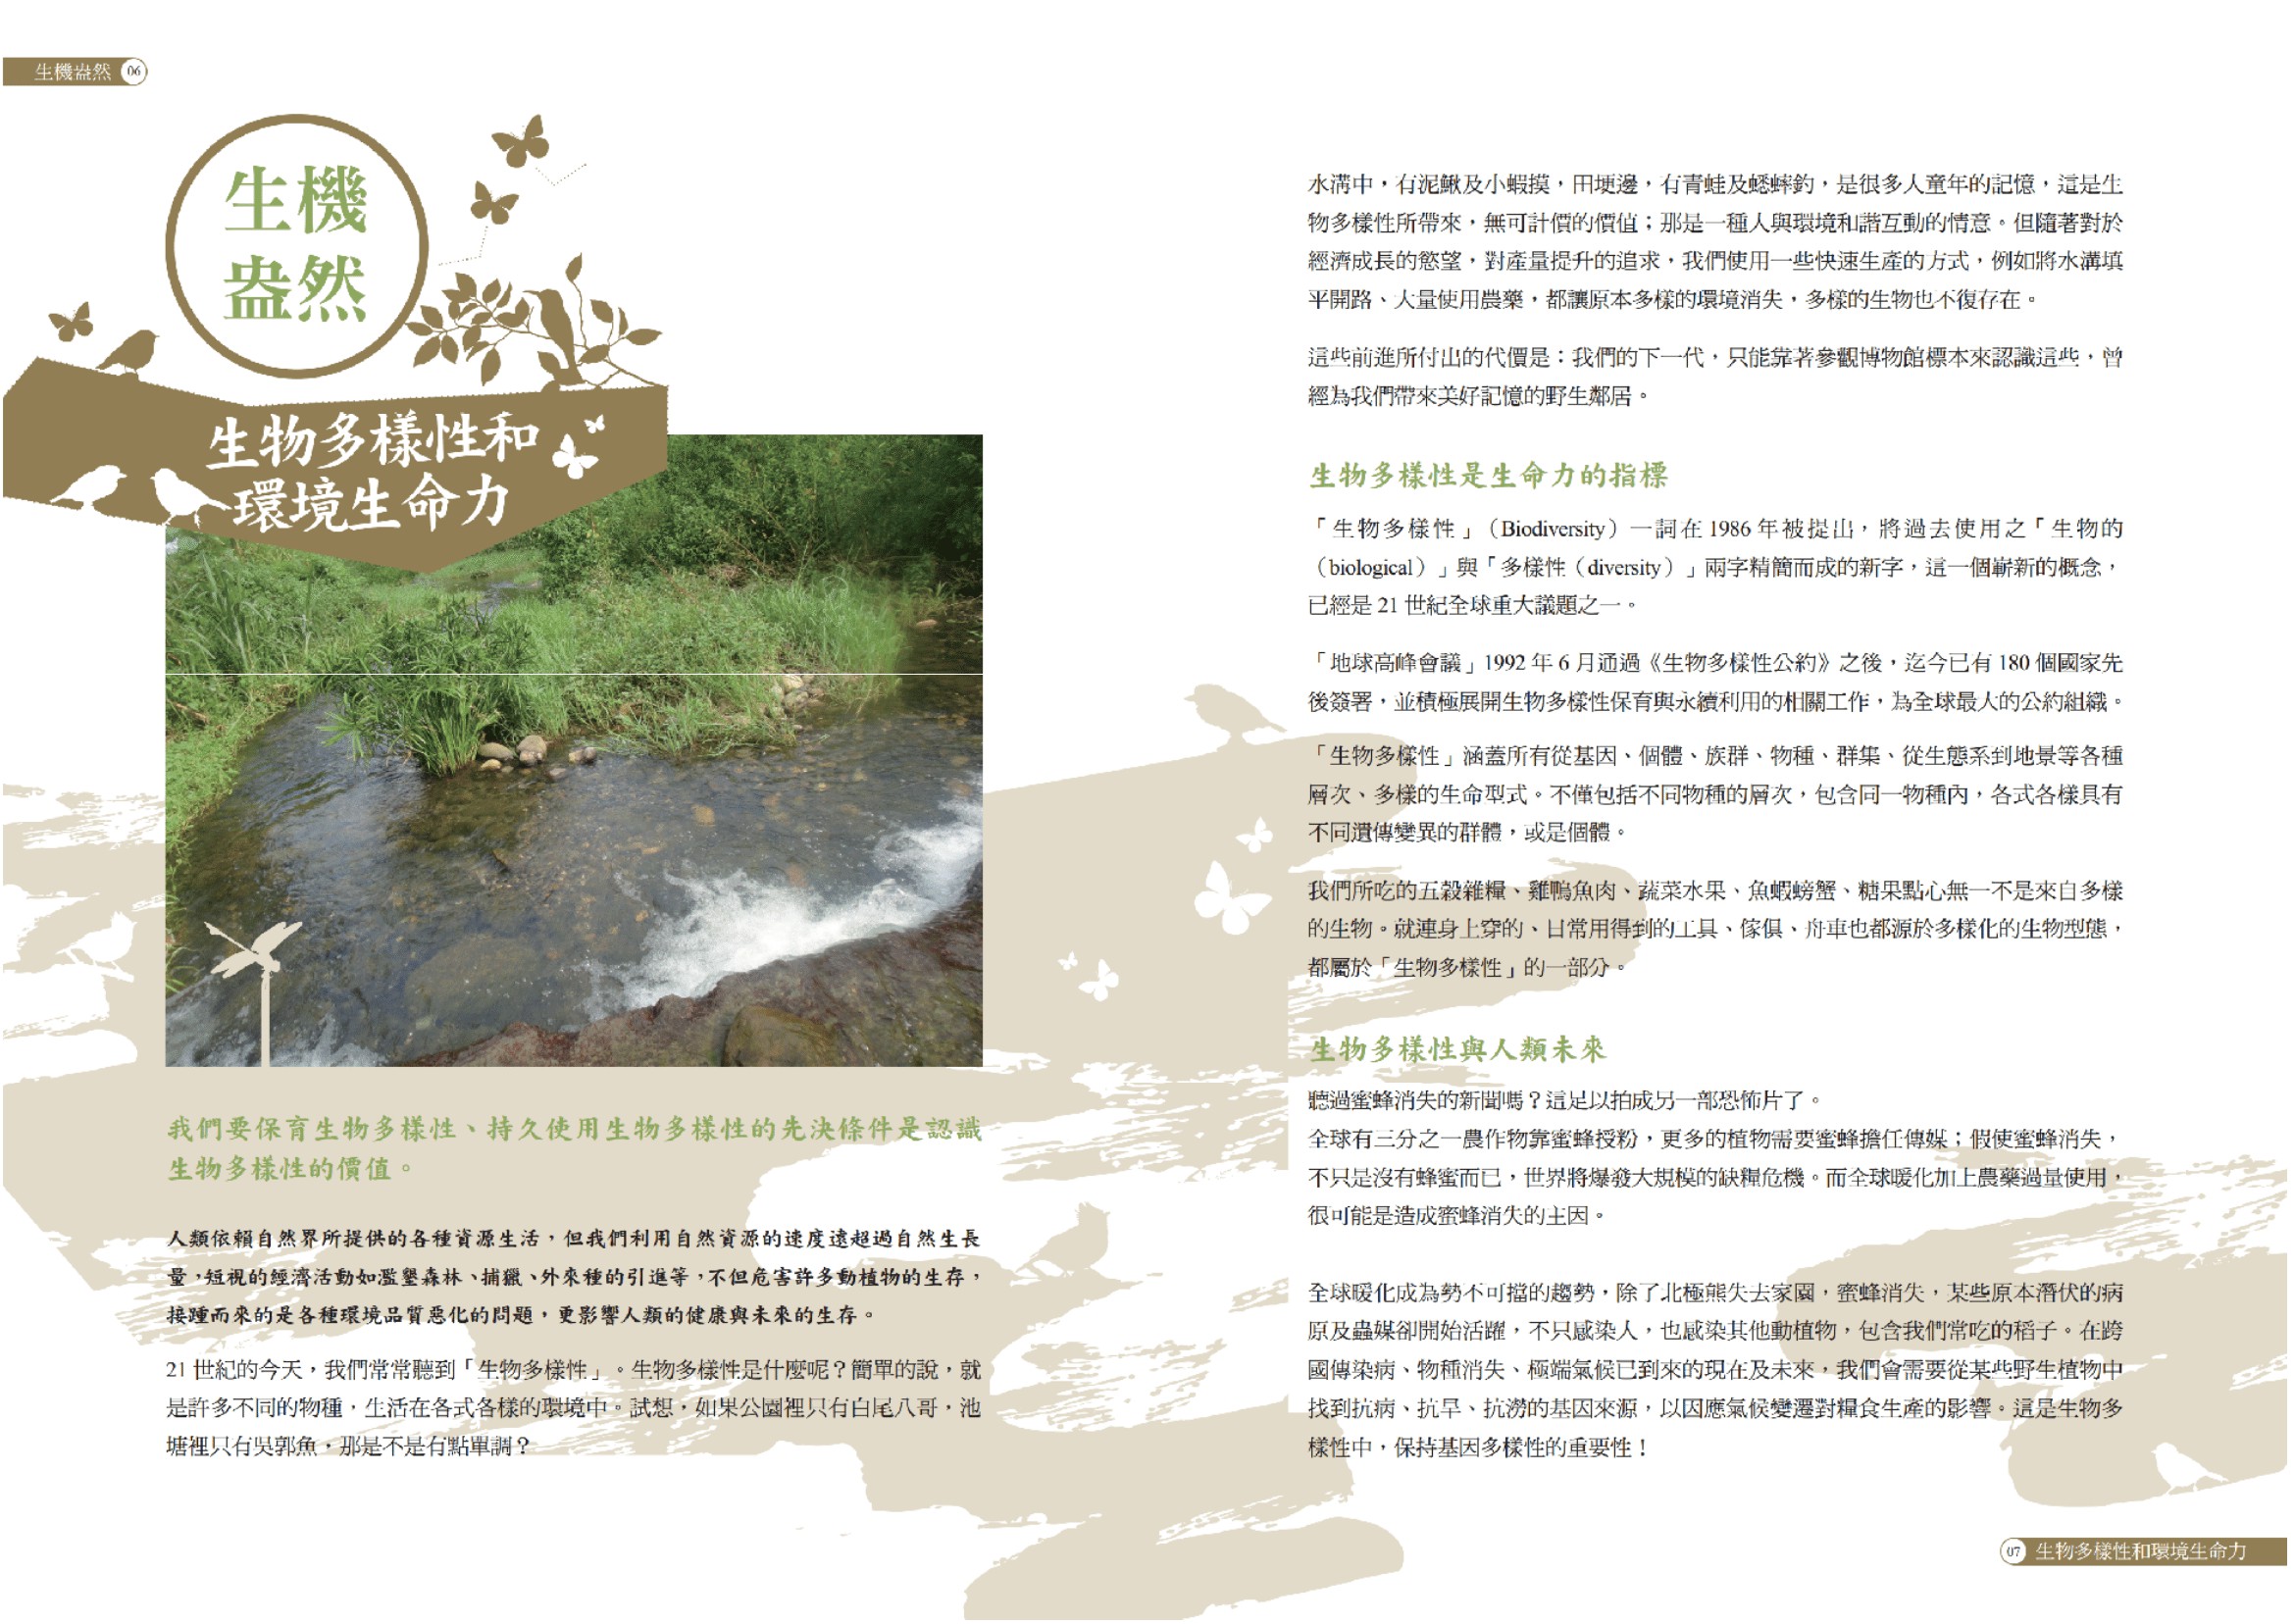 生機盎然 06
生機
盎然
生物多樣性和
環境生命力
我們要保育生物多樣性、持久使用生物多樣性的先決條件是認識
生物多樣性的價值。
人類依賴自然界所提供的各種資源生活，但我們利用自然資源的速度遠超過自然生長
量，短視的經濟活動如濫墾森林、捕獵、外來種的引進等，不但危害許多動植物的生存，
接踵而來的是各種環境品質惡化的問題，更影響人類的健康與未來的生存。
21 世紀的今天，我們常常聽到「生物多樣性」。生物多樣性是什麼呢？簡單的說，就
是許多不同的物種，生活在各式各樣的環境中。試想，如果公園裡只有白尾八哥，池
塘裡只有吳郭魚，那是不是有點單調？
水溝中，有泥鰍及小蝦摸，田埂邊，有青蛙及蟋蟀釣，是很多人童年的記憶，這是生
物多樣性所帶來，無可計價的價值；那是一種人與環境和諧互動的情意。但隨著對於
經濟成長的慾望，對產量提升的追求，我們使用一些快速生產的方式，例如將水溝填
平開路、大量使用農藥，都讓原本多樣的環境消失，多樣的生物也不復存在。
這些前進所付出的代價是：我們的下一代，只能靠著參觀博物館標本來認識這些，曾
經為我們帶來美好記憶的野生鄰居。
生物多樣性是生命力的指標
「生物多樣性」（Biodiversity）一詞在 1986 年被提出，將過去使用之「生物的
（biological）」與「多樣性（diversity）」兩字精簡而成的新字，這一個嶄新的概念，
已經是 21 世紀全球重大議題之一。
「地球高峰會議」1992 年 6 月通過《生物多樣性公約》之後，迄今已有 180 個國家先
後簽署，並積極展開生物多樣性保育與永續利用的相關工作，為全球最大的公約組織。
「生物多樣性」涵蓋所有從基因、個體、族群、物種、群集、從生態系到地景等各種
層次、多樣的生命型式。不僅包括不同物種的層次，包含同一物種內，各式各樣具有
不同遺傳變異的群體，或是個體。
我們所吃的五穀雜糧、雞鴨魚肉、蔬菜水果、魚蝦螃蟹、糖果點心無一不是來自多樣
的生物。就連身上穿的、日常用得到的工具、傢俱、舟車也都源於多樣化的生物型態，
都屬於「生物多樣性」的一部分。
生物多樣性與人類未來
聽過蜜蜂消失的新聞嗎？這足以拍成另一部恐怖片了。
全球有三分之一農作物靠蜜蜂授粉，更多的植物需要蜜蜂擔任傳媒；假使蜜蜂消失，
不只是沒有蜂蜜而已，世界將爆發大規模的缺糧危機。而全球暖化加上農藥過量使用，
很可能是造成蜜蜂消失的主因。
全球暖化成為勢不可擋的趨勢，除了北極熊失去家園，蜜蜂消失，某些原本潛伏的病
原及蟲媒卻開始活躍，不只感染人，也感染其他動植物，包含我們常吃的稻子。在跨
國傳染病、物種消失、極端氣候已到來的現在及未來，我們會需要從某些野生植物中
找到抗病、抗旱、抗澇的基因來源，以因應氣候變遷對糧食生產的影響。這是生物多
樣性中，保持基因多樣性的重要性！
07 生物多樣性和環境生命力